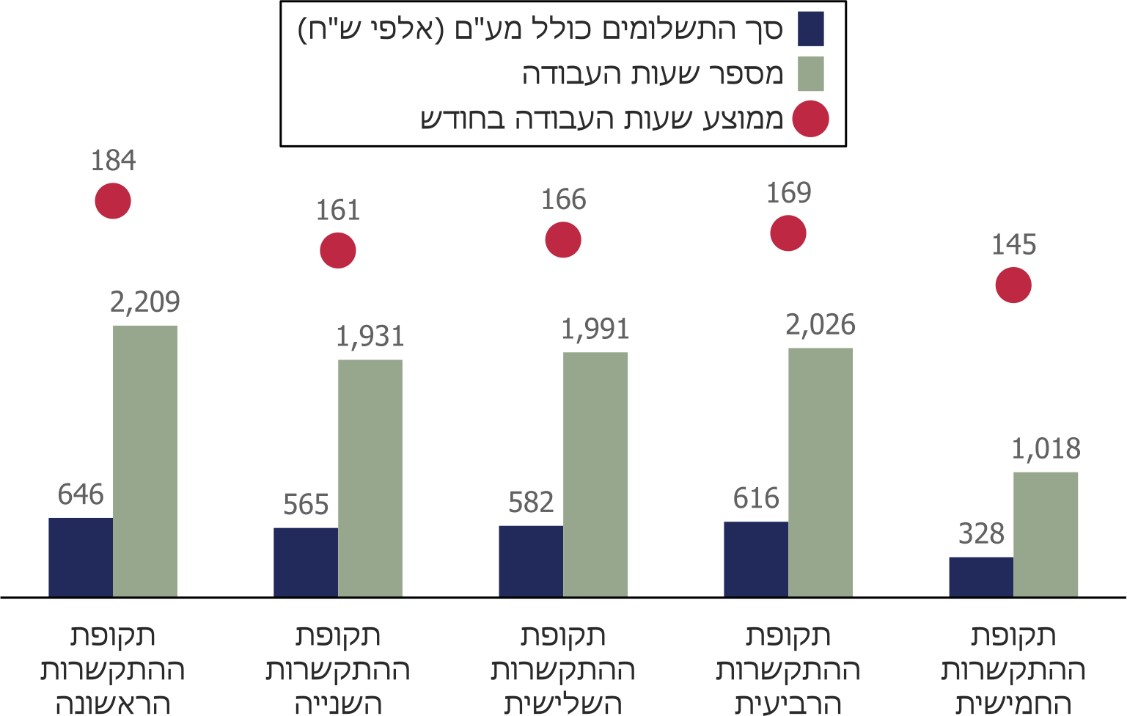 סך התשלומים כולל מע"ם (אלפי ש"ח)
מספר שעות העבודה
ממוצע שעות העבודה בחודש
184
161
166
169
145
2,209
1,931
1,991
2,026
1,018
646
565
582
616
328
תקופת
ההתקשרות
הראשונה
תקופת
ההתקשרות
השנייה
תקופת
ההתקשרות
השלישית
תקופת
ההתקשרות
הרביעית
תקופת
ההתקשרות
החמישית